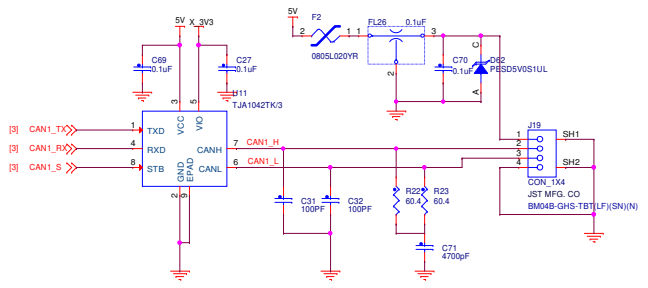 5V
X_3V3
C69
0.1uF
C27
0.1uF
3
5
U11
TJA1042TK/3
[3] CAN1_TX
1
TXD
VCC
VIO
[3] CAN1_RX
4
RXD
CANH
7
CAN1_H
[3] CAN1_S
8
STB
CANL
6
CAN1_L
GND
EPAD
2
9
5V
F2
2
1
0805L020YR
FL26
0.1uF
1
3
2
C70
0.1uF
C
D62
PESD5V0S1UL
A
C31
100PF
C32
100PF
R22
60.4
R23
60.4
C71
4700pF
J19
1
2
3
4
SH1
SH2
CON_1X4
JST MFG. CO
BM04B-GHS-TBT(LF)(SN)(N)